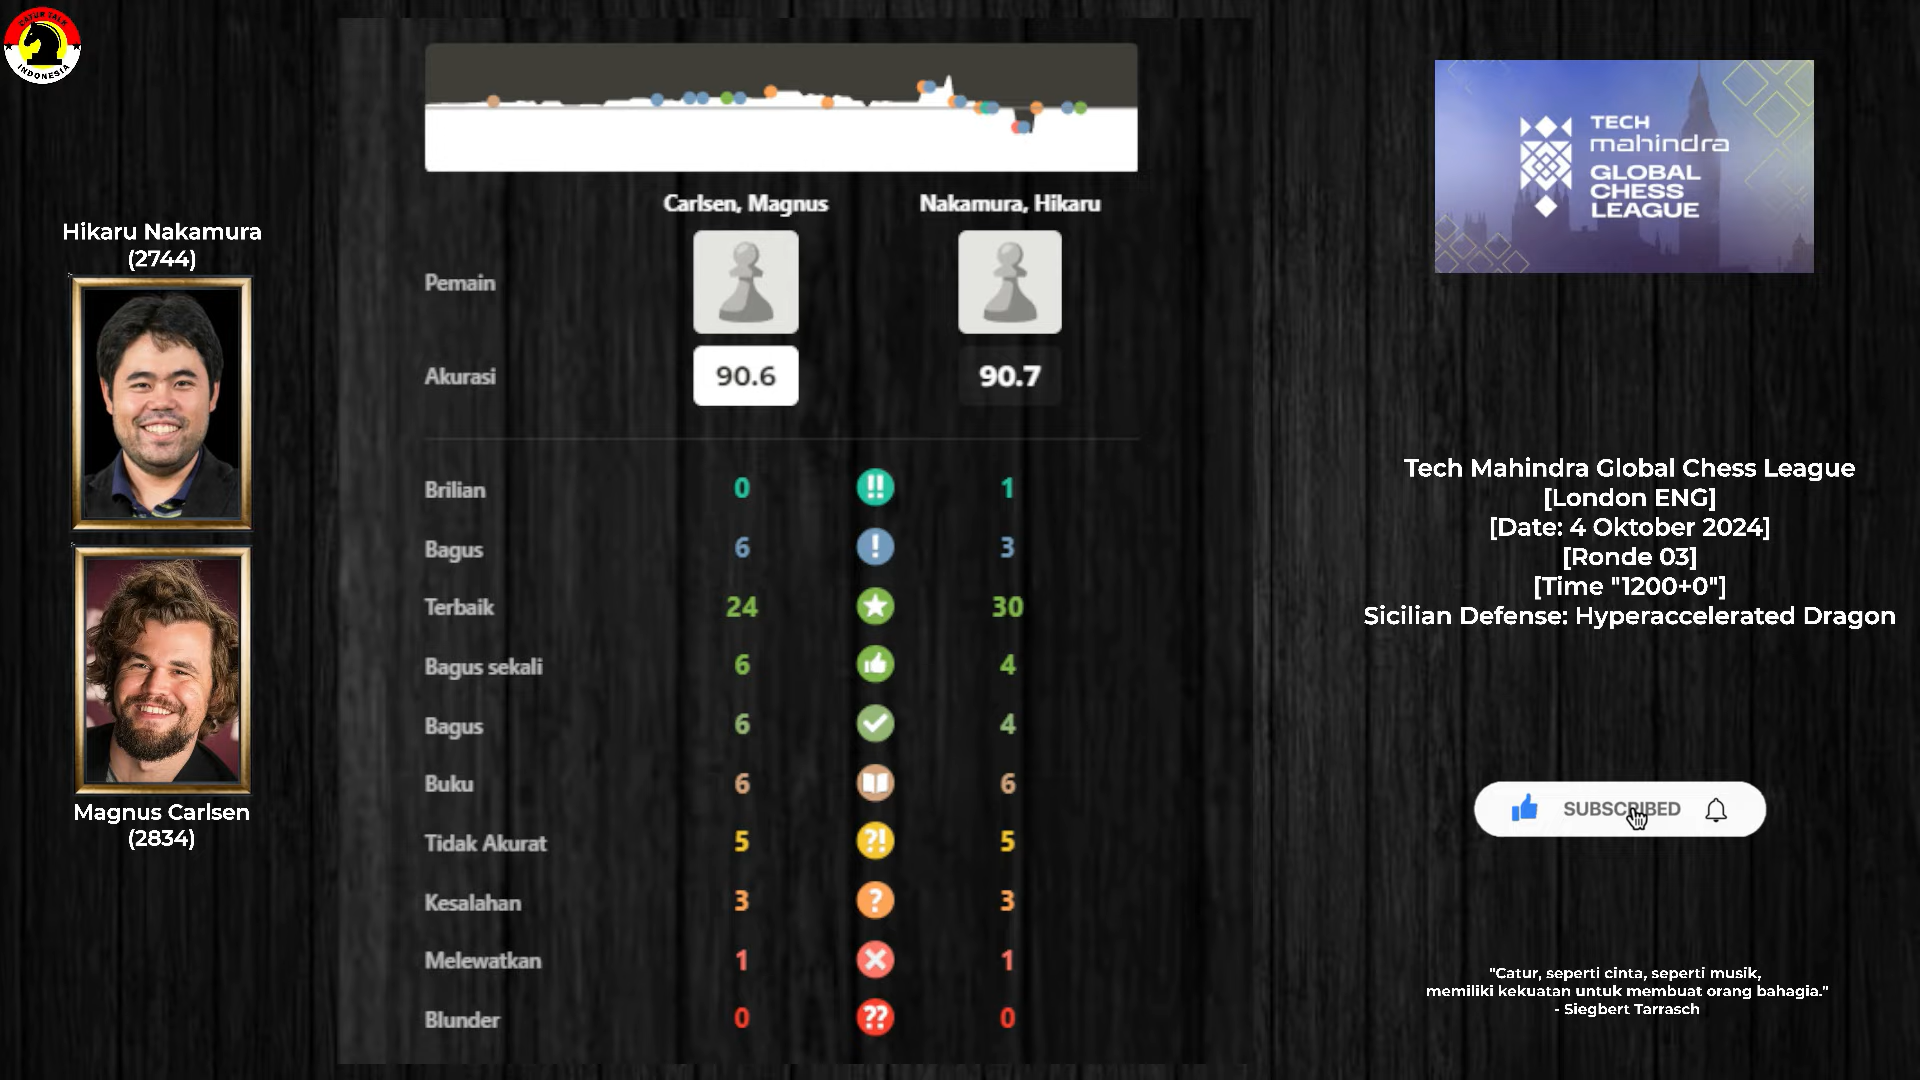 CATUR TALK
INDONESIA
Hikaru Nakamura
(2744)
Magnus Carlsen
(2834)
Carlsen, Magnus Nakamura, Hikaru
Pemain
Akurasi 90.6 90.7
Brilian 0 !! 1
Bagus 6 ! 3
Terbaik 24 30
Bagus sekali 6 4
Bagus 6 4
Buku 6 6
Tidak Akurat 5 ?! 5
Kesalahan 3 ? 3
Melewatkan 1 1
Blunder 0 ?? 0
TECH
mahindra
GLOBAL
CHESS
LEAGUE
Tech Mahindra Global Chess League
[London ENG]
[Date: 4 Oktober 2024]
[Ronde 03]
[Time "1200+0"]
Sicilian Defense: Hyperaccelerated Dragon
SUBSCRIBED
"Catur, seperti cinta, seperti musik,
memiliki kekuatan untuk membuat orang bahagia."
- Siegbert Tarrasch